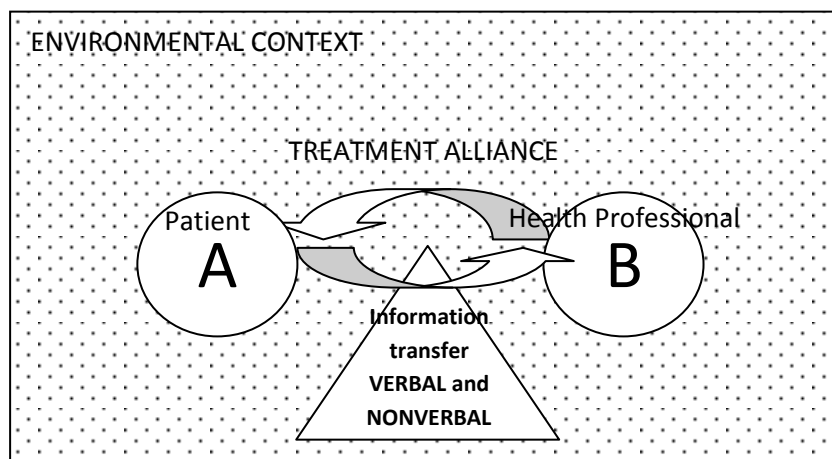 ENVIRONMENTAL CONTEXT
TREATMENT ALLIANCE
Patient
A
Health Professional
B
Information
transfer
VERBAL and
NONVERBAL